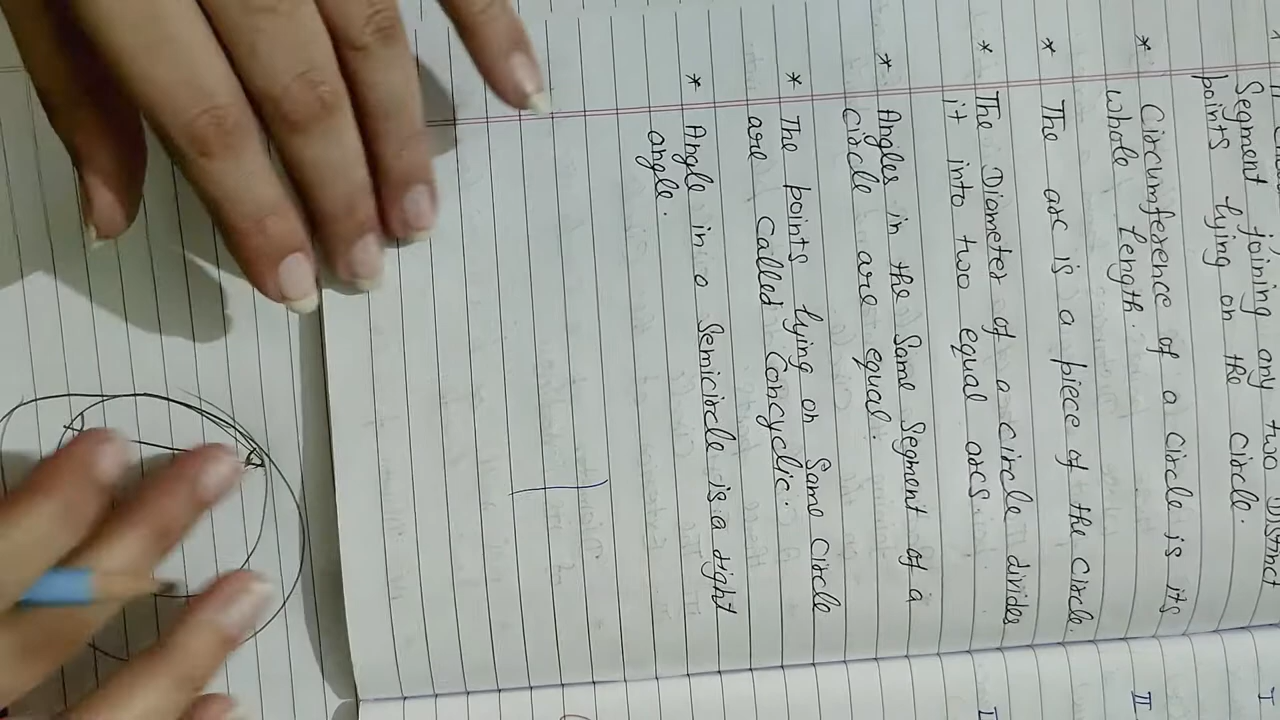 Segment joining any two Distinct
points lying on the circle.
* Circumference of a circle is its
whole length.
* The arc is a piece of the circle.
* The Diameter of a circle divides
it into two equal arcs.
* Angles in the Same Segment of a
circle are equal.
* The points lying on Same circle
are called Concyclic.
* Angle in a Semicircle is a right
angle.
I
II
I